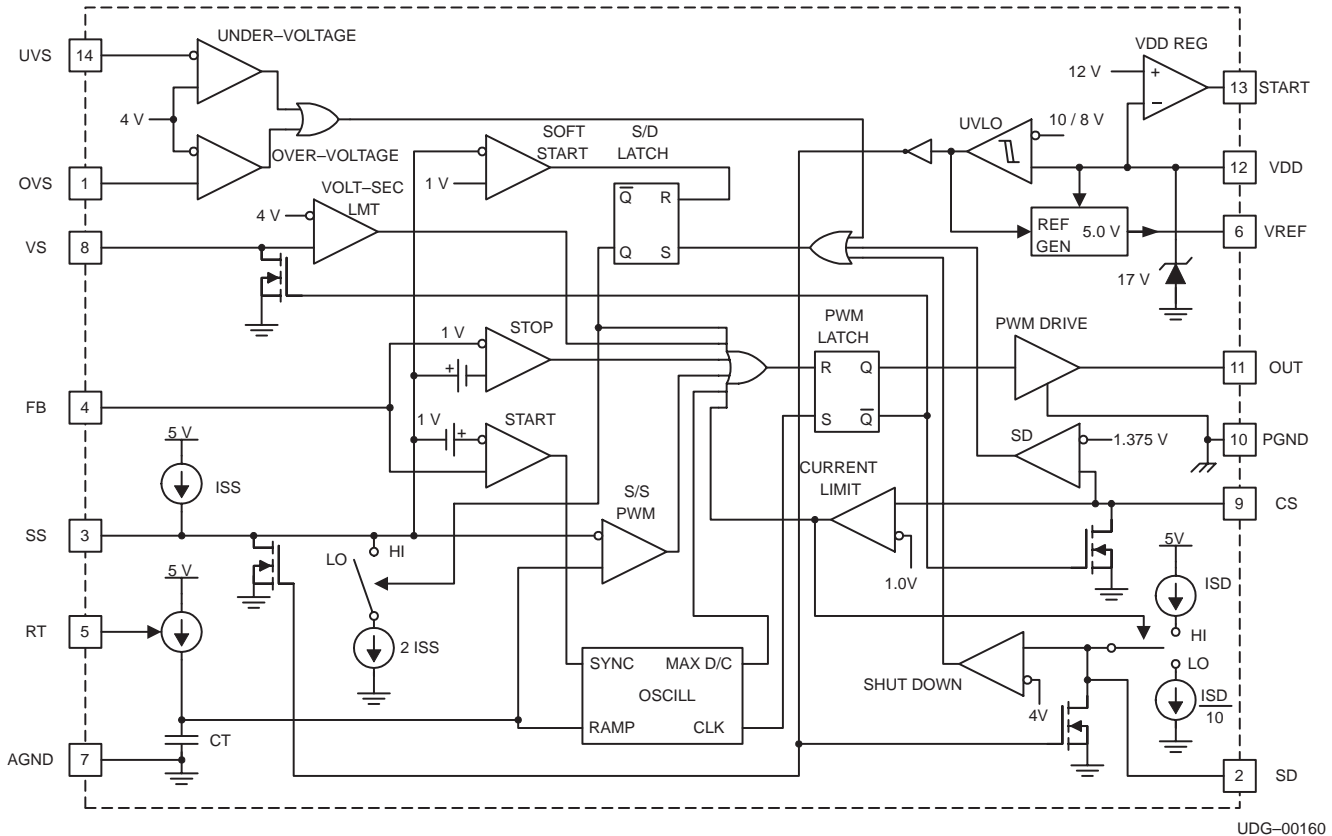 UNDER–VOLTAGE
VDD REG
UVS
14
12 V
+
–
13
START
4 V
UVLO
10 / 8 V
SOFT
START
S/D
LATCH
OVER–VOLTAGE
OVS
1
1 V
12
VDD
VOLT–SEC
LMT
Q
R
4 V
REF
GEN
5.0 V
6
VREF
VS
8
Q
S
17 V
PWM
LATCH
PWM DRIVE
1 V
STOP
+
R
Q
11
OUT
FB
4
1 V
+
START
S
Q
SD
1.375 V
10
PGND
5 V
ISS
CURRENT
LIMIT
9
CS
S/S
PWM
SS
3
LO
HI
1.0V
5V
ISD
5 V
RT
5
HI
2 ISS
LO
SYNC
MAX D/C
OSCILL
RAMP
CLK
SHUT DOWN
4V
ISD
10
CT
AGND
7
2
SD
UDG–00160